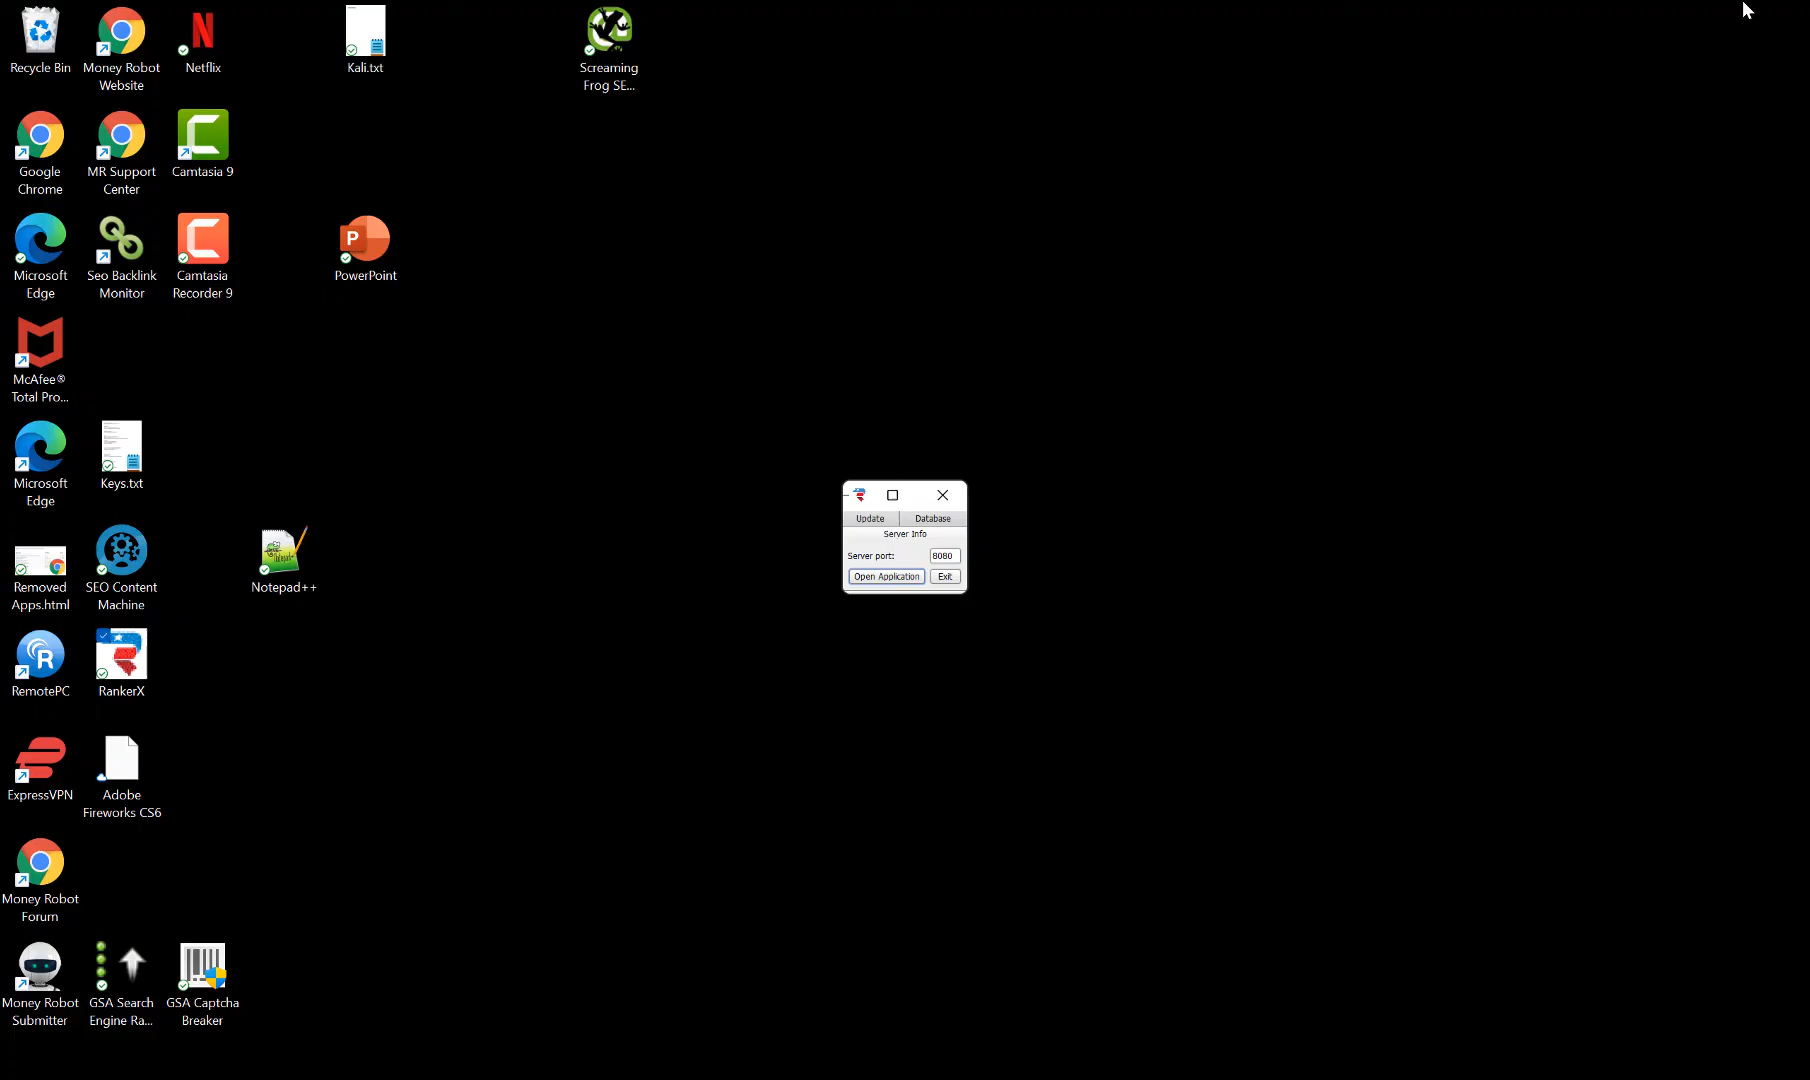 Recycle Bin
Money Robot
Website
Netflix
Kali.txt
Screaming
Frog SE...
Google
Chrome
MR Support
Center
Camtasia 9
Microsoft
Edge
Seo Backlink
Monitor
Camtasia
Recorder 9
P
PowerPoint
McAfee®
Total Pro...
Microsoft
Edge
Keys.txt
Update
Database
Server Info
Server port:
8080
Open Application
Exit
Removed
Apps.html
SEO Content
Machine
Notepad++
R
RemotePC
RankerX
ExpressVPN
Adobe
Fireworks CS6
Money Robot
Forum
Money Robot
Submitter
GSA Search
Engine Ra...
GSA Captcha
Breaker